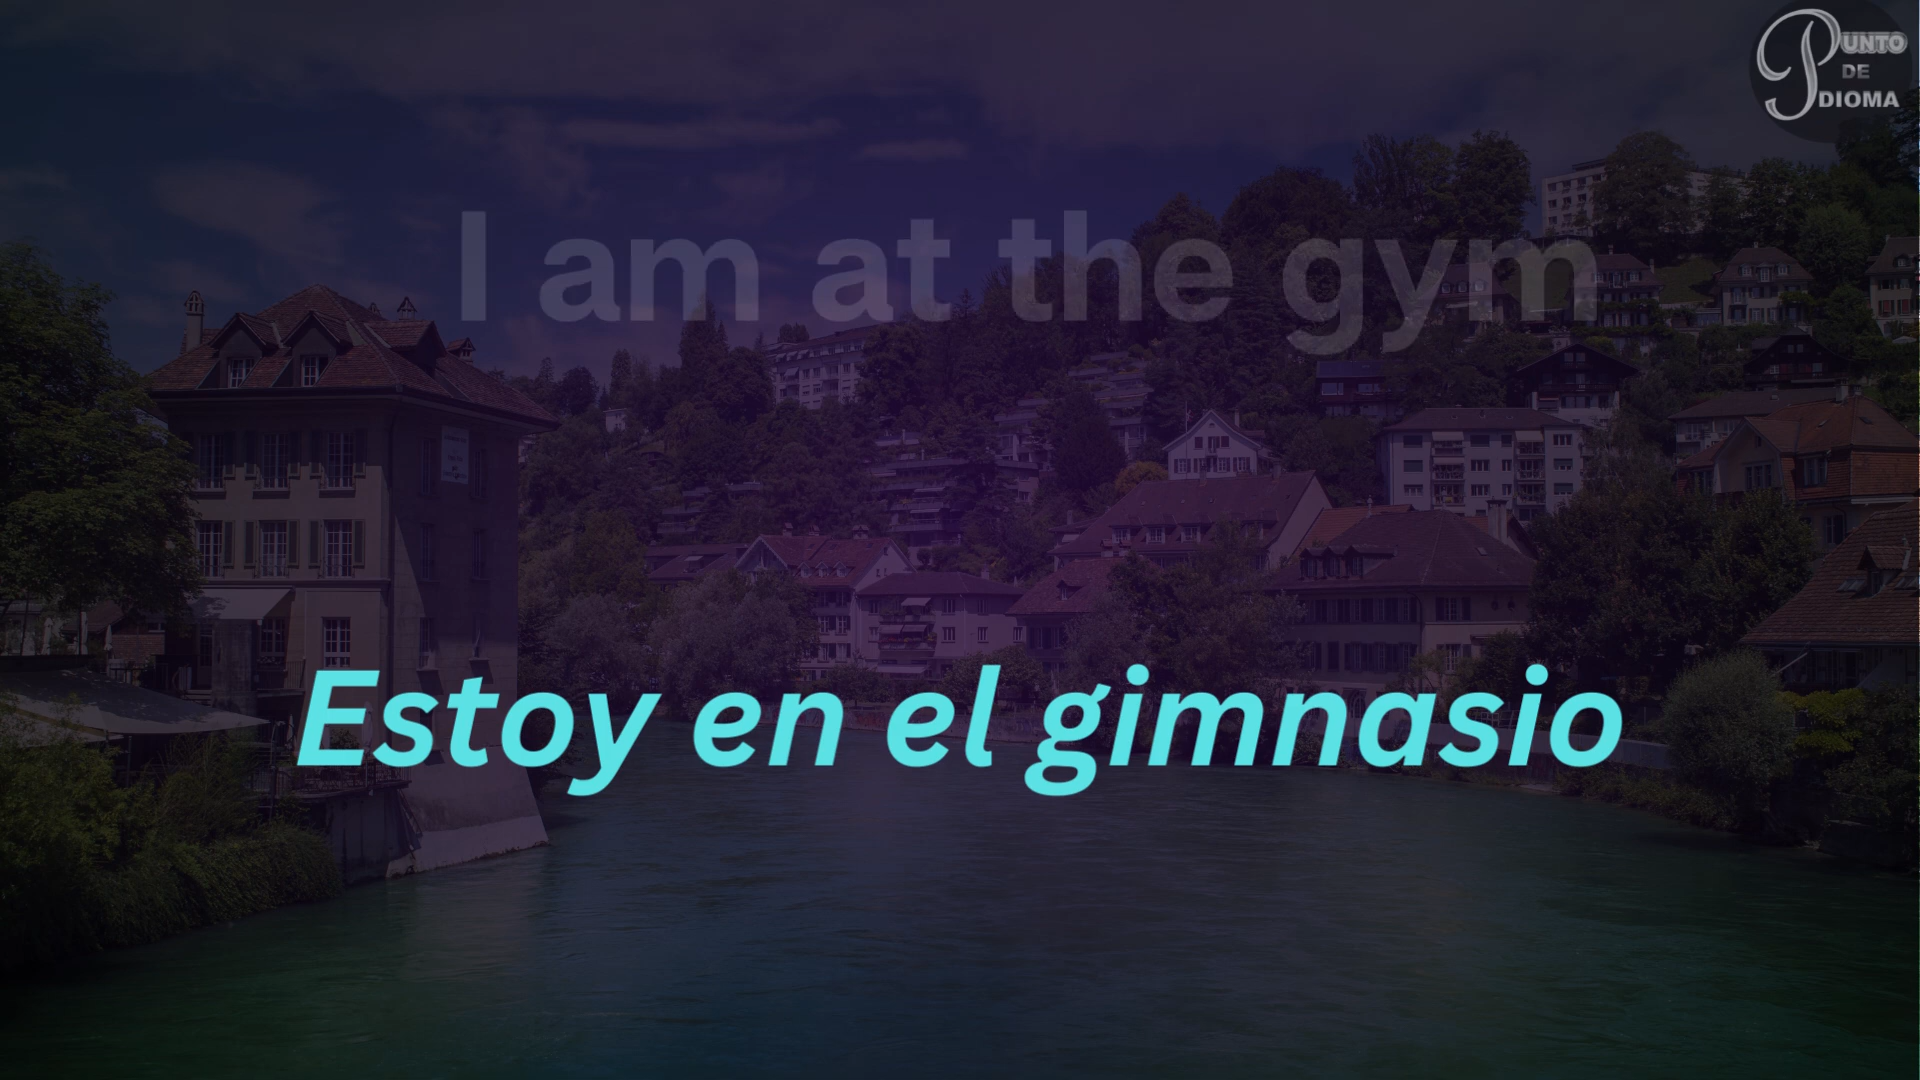 PUNTO
DE
IDIOMA
I am at the gym
Estoy en el gimnasio